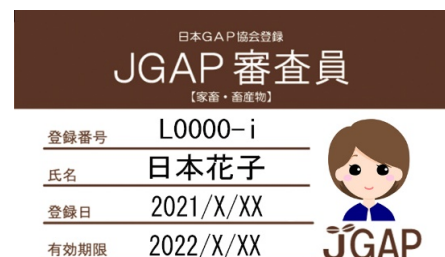 日本GAP協会登録
JGAP 審査員
【家畜・畜産物】
登録番号 L0000-i
氏名 日本花子
登録日 2021/X/XX
有効期限 2022/X/XX
JGAP